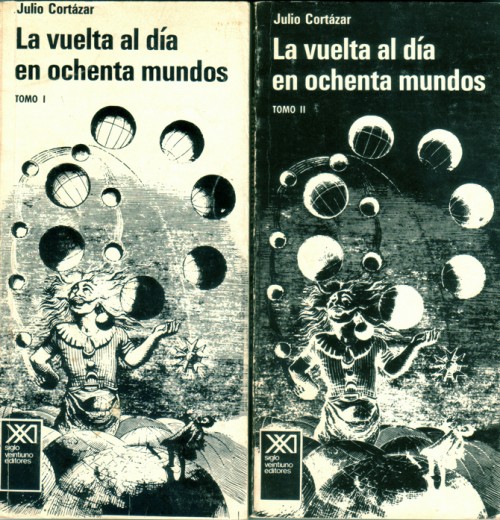 Julio Cortázar
La vuelta al día
en ochenta mundos
TOMO I
siglo
veintiuno
editores
Julio Cortázar
La vuelta al día
en ochenta mundos
TOMO II
siglo
veintiuno
editores